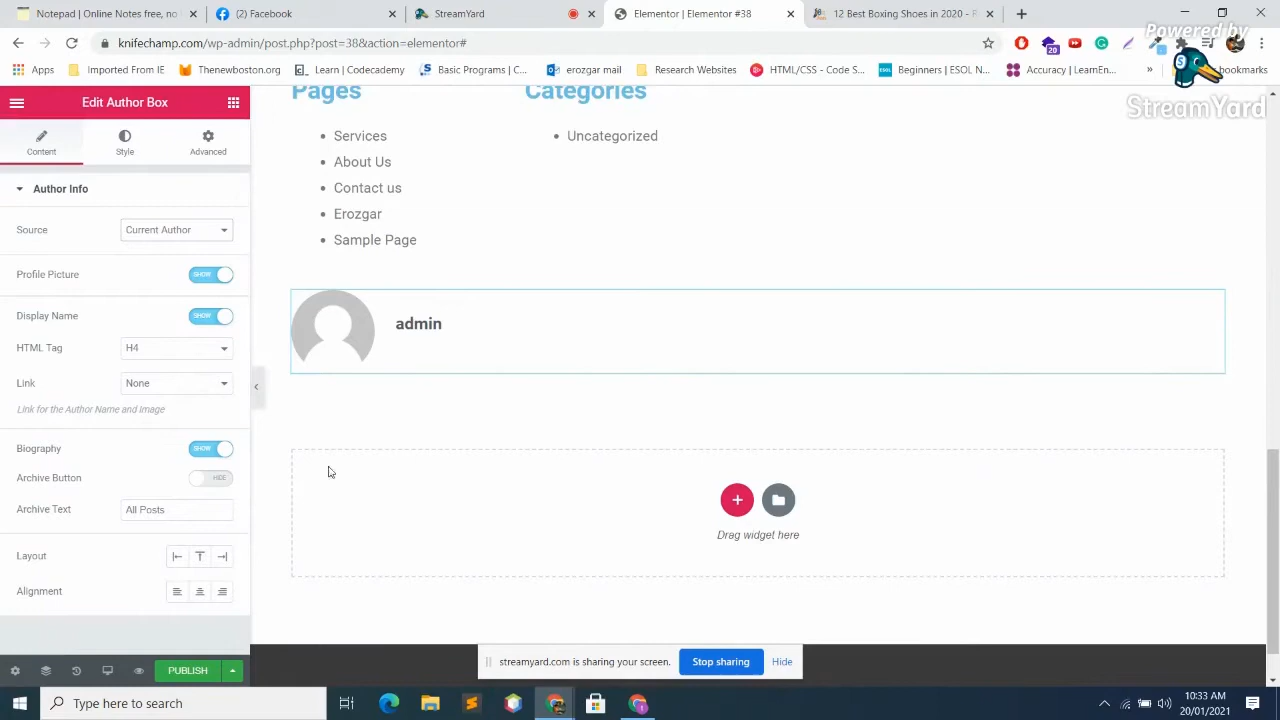 Notion Online Notes free, no
(2) Facebook
StreamYard
Elementor | Elementor #38
12 Best Boxing Shoes in 2020 - R
knifechamp.com/wp-admin/post.php?post=38&action=elementor#
20
Powered by
Apps
Imported From IE
Thenewboston.org
Learn | Codecademy
Basic Programs | C...
erozgar mail
Research Websites
HTML/CSS - Code S...
Beginners | ESOL N...
Accuracy | LearnEn...
»
bookmarks
StreamYard
Edit Author Box
Content
Style
Advanced
Author Info
Source
Current Author
Profile Picture
SHOW
Display Name
SHOW
HTML Tag
H4
Link
None
Link for the Author Name and Image
Biography
SHOW
Archive Button
HIDE
Archive Text
All Posts
Layout
Alignment
PUBLISH
Pages
Categories
Services
Uncategorized
About Us
Contact us
Erozgar
Sample Page
admin
Drag widget here
streamyard.com is sharing your screen.
Stop sharing
Hide
Type here to search
10:33 AM
20/01/2021